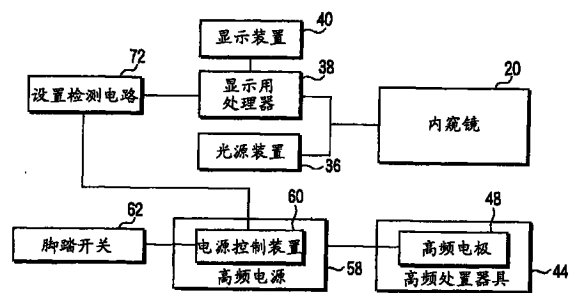 显示装置
40
72
38
20
设置检测电路
显示用
处理器
内窥镜
光源装置
36
62
60
48
脚踏开关
电源控制装置
高频电极
高频电源
58
高频处置器具
44